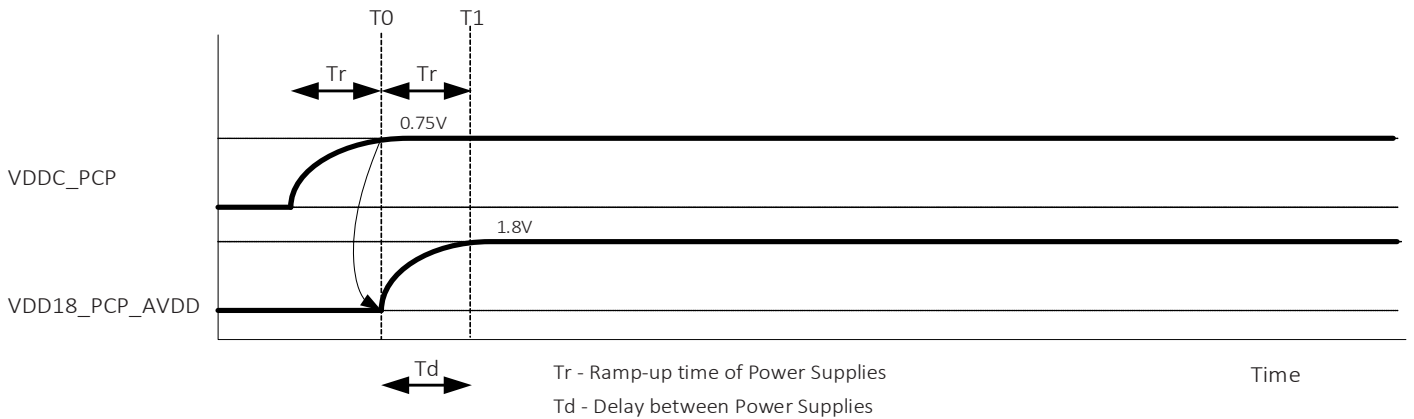 T0 T1
Tr Tr
0.75V
VDDC_PCP
1.8V
VDD18_PCP_AVDD
Td
Tr - Ramp-up time of Power Supplies
Time
Td - Delay between Power Supplies